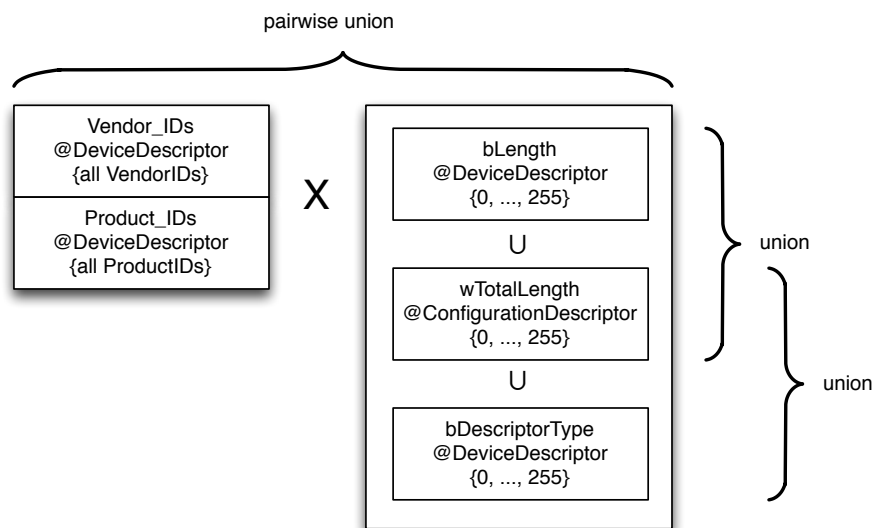 pairwise union
Vendor_IDs
@DeviceDescriptor
{all VendorIDs}
Product_IDs
@DeviceDescriptor
{all ProductIDs}
X
bLength
@DeviceDescriptor
{0, ..., 255}
∪
wTotalLength
@ConfigurationDescriptor
{0, ..., 255}
∪
bDescriptorType
@DeviceDescriptor
{0, ..., 255}
union
union